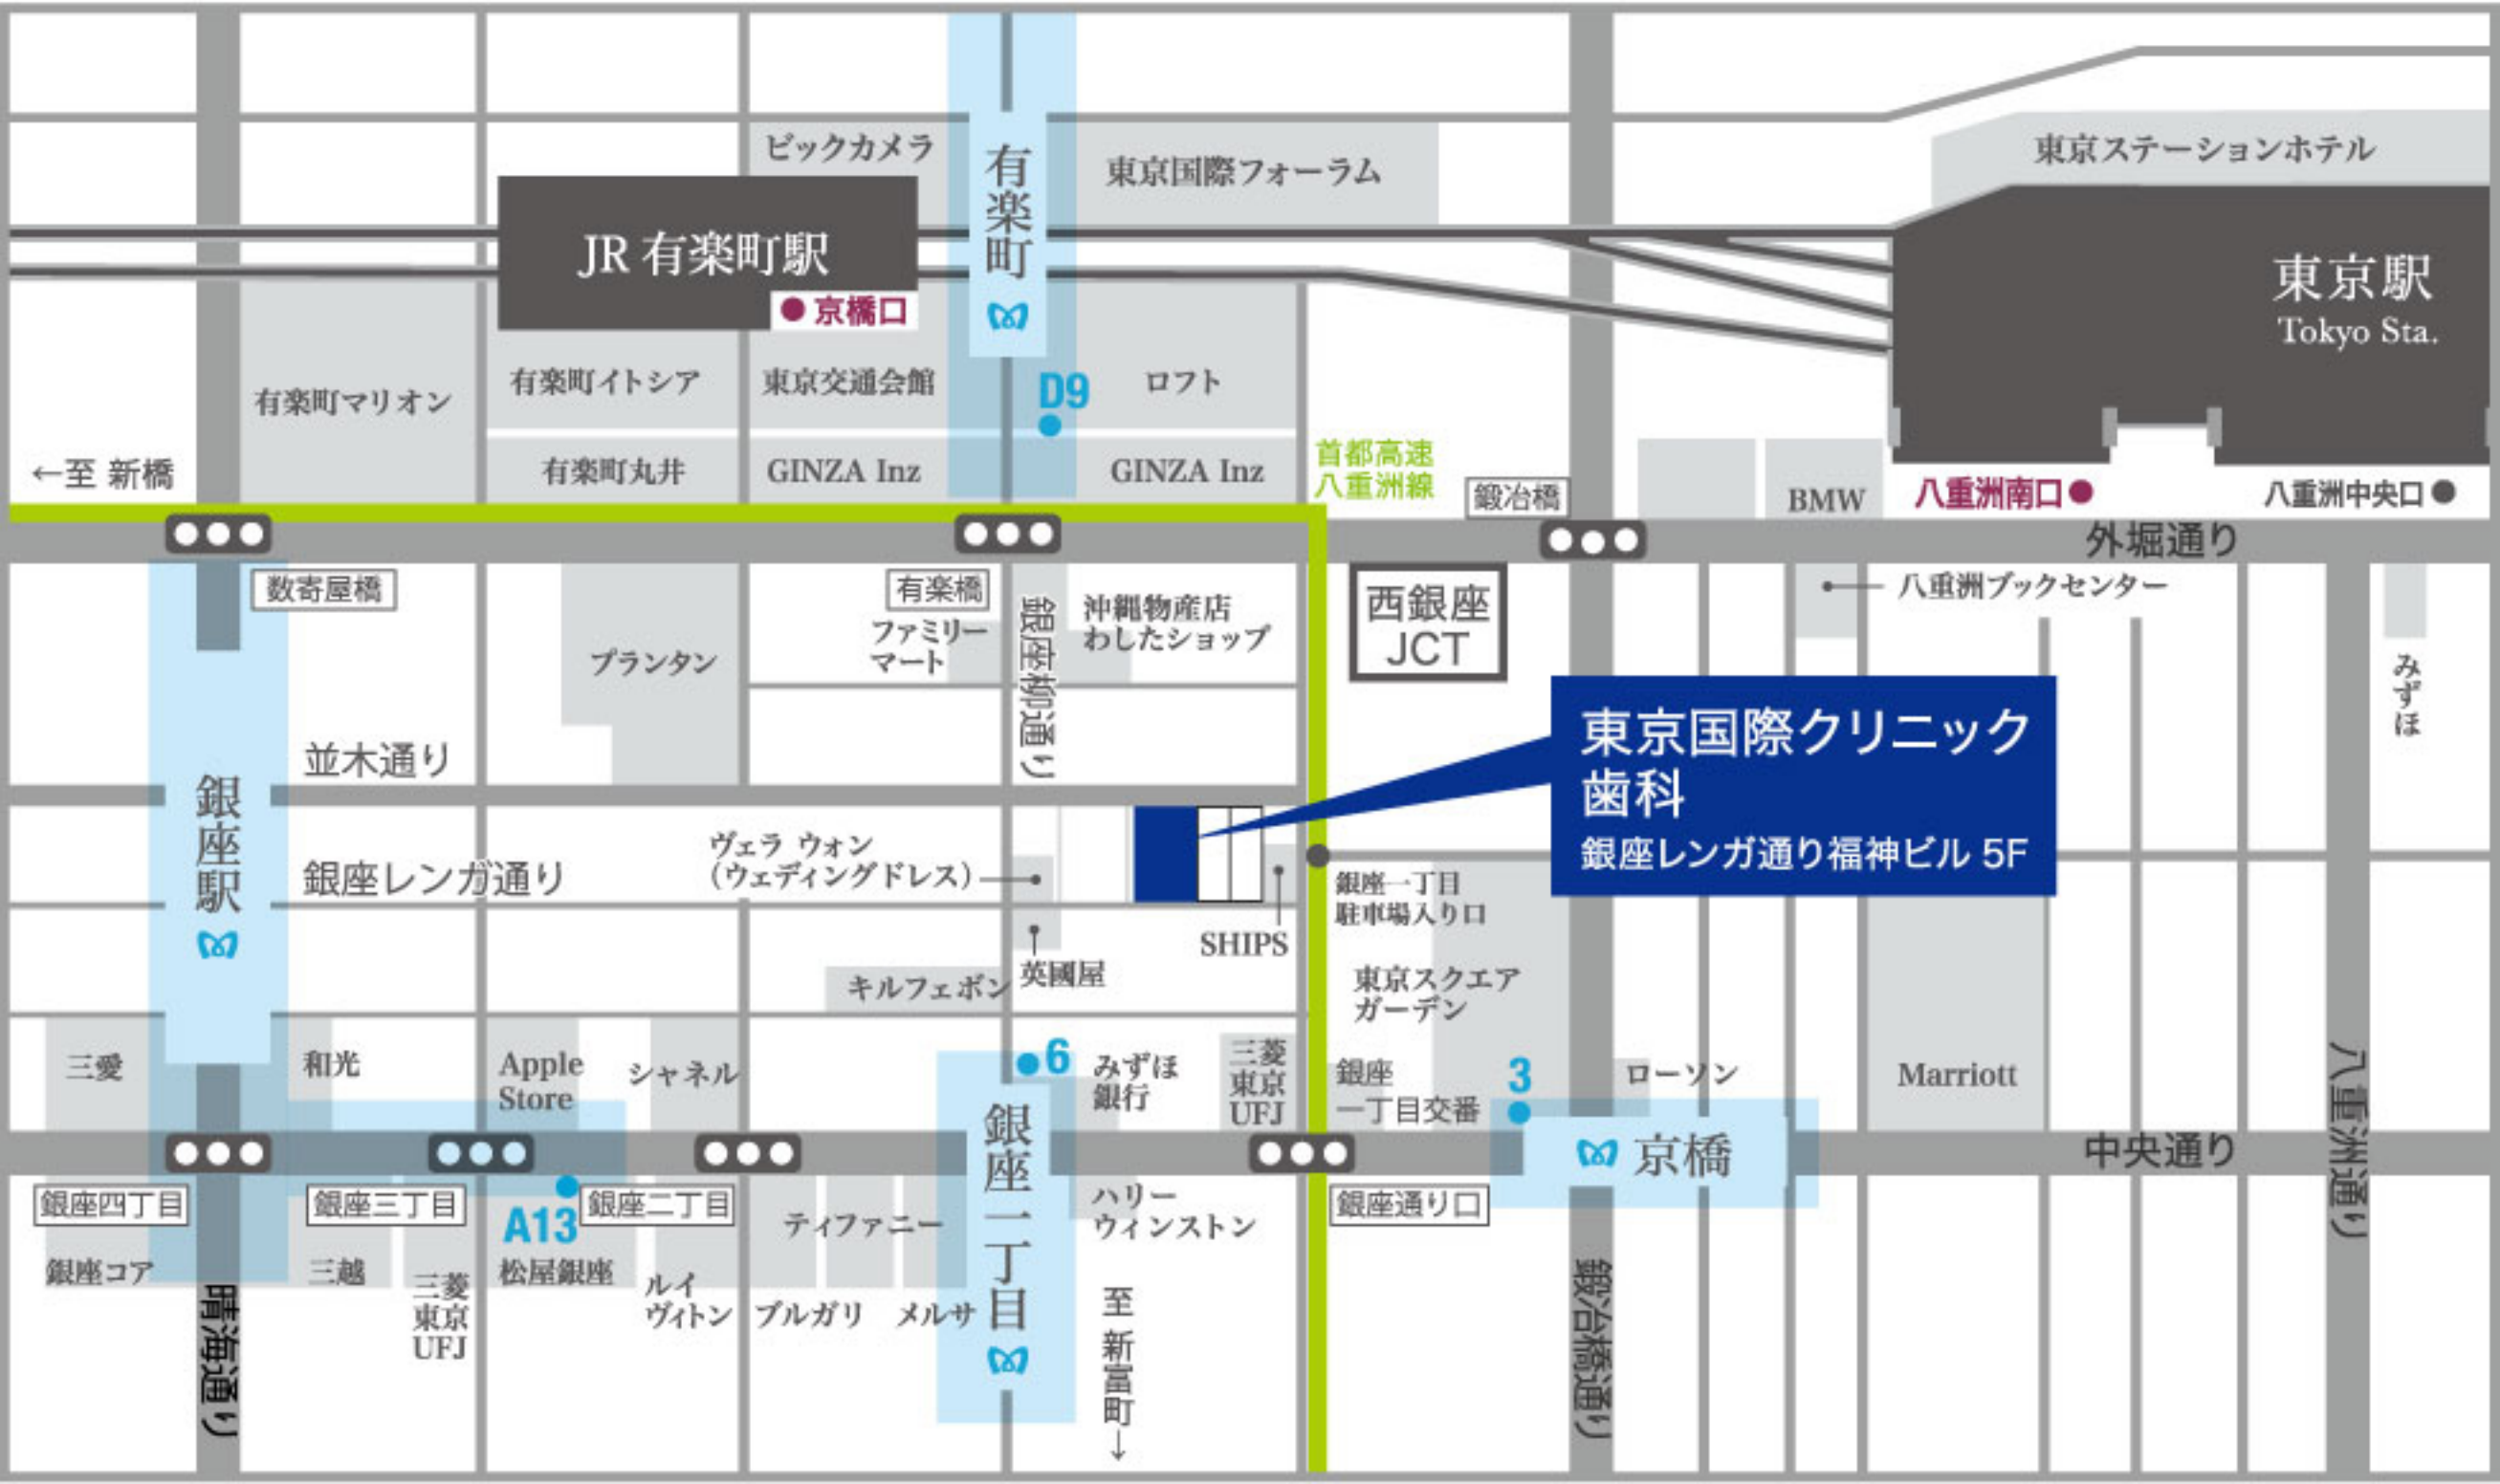 ビックカメラ
有楽町
東京国際フォーラム
東京ステーションホテル
JR 有楽町駅
京橋口
東京駅
Tokyo Sta.
有楽町マリオン
有楽町イトシア
東京交通会館
D9
ロフト
←至 新橋
有楽町丸井
GINZA Inz
GINZA Inz
首都高速
八重洲線
鍛冶橋
BMW
八重洲南口
八重洲中央口
外堀通り
数寄屋橋
有楽橋
ファミリー
マート
銀座柳通り
沖縄物産店
わしたショップ
西銀座
JCT
八重洲ブックセンター
みずほ
プランタン
東京国際クリニック
歯科
銀座レンガ通り福神ビル 5F
並木通り
銀座駅
銀座レンガ通り
ヴェラ ウォン
（ウェディングドレス）
SHIPS
銀座一丁目
駐車場入り口
英國屋
キルフェボン
東京スクエア
ガーデン
三愛
和光
Apple
Store
シャネル
6
みずほ
銀行
三菱
東京
UFJ
銀座
一丁目交番
3
ローソン
Marriott
銀座一丁目
京橋
中央通り
八重洲通り
銀座四丁目
銀座三丁目
A13
銀座二丁目
ティファニー
ハリー
ウィンストン
銀座通り口
銀座コア
三越
三菱
東京
UFJ
松屋銀座
ルイ
ヴィトン
ブルガリ
メルサ
至 新富町→
晴海通り
鍛冶橋通り